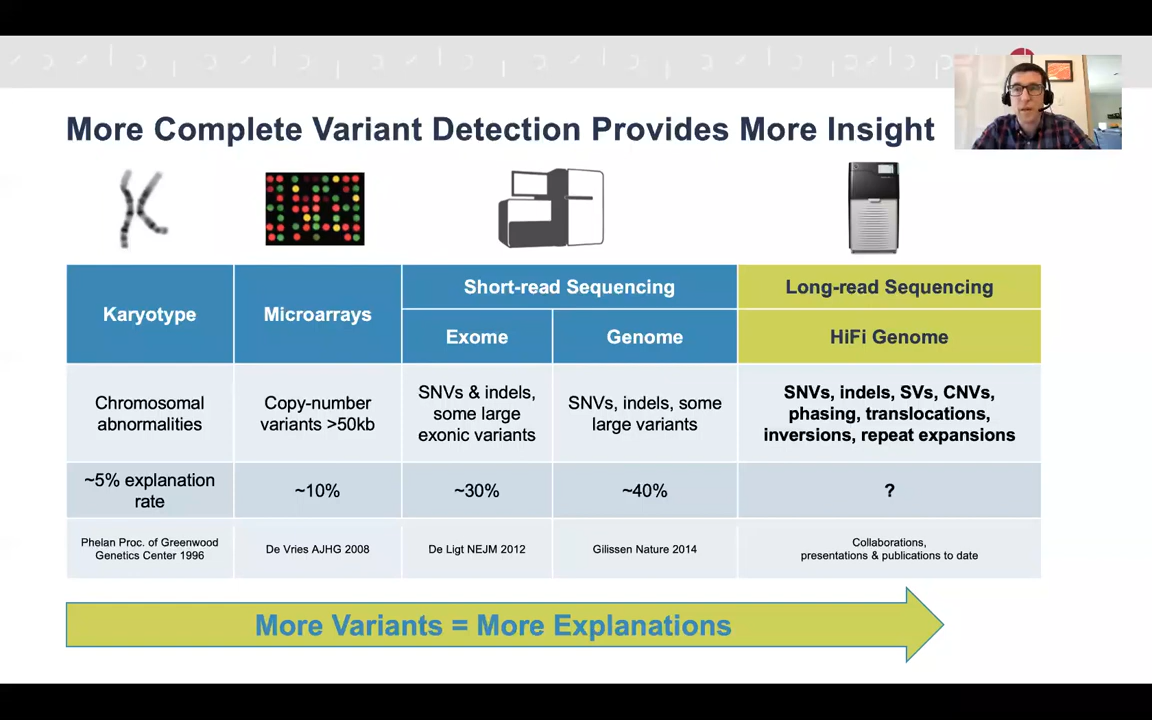 More Complete Variant Detection Provides More Insight
Karyotype
Microarrays
Short-read Sequencing
Long-read Sequencing
Exome
Genome
HiFi Genome
Chromosomal
abnormalities
Copy-number
variants >50kb
SNVs & indels,
some large
exonic variants
SNVs, indels, some
large variants
SNVs, indels, SVs, CNVs,
phasing, translocations,
inversions, repeat expansions
~5% explanation
rate
~10%
~30%
~40%
?
Phelan Proc. of Greenwood
Genetics Center 1996
De Vries AJHG 2008
De Ligt NEJM 2012
Gilissen Nature 2014
Collaborations,
presentations & publications to date
More Variants = More Explanations